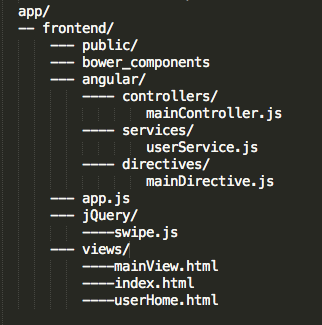 app/
-- frontend/
--- public/
--- bower_components
--- angular/
---- controllers/
mainController.js
---- services/
userService.js
---- directives/
mainDirective.js
--- app.js
--- jQuery/
----swipe.js
--- views/
----mainView.html
----index.html
----userHome.html